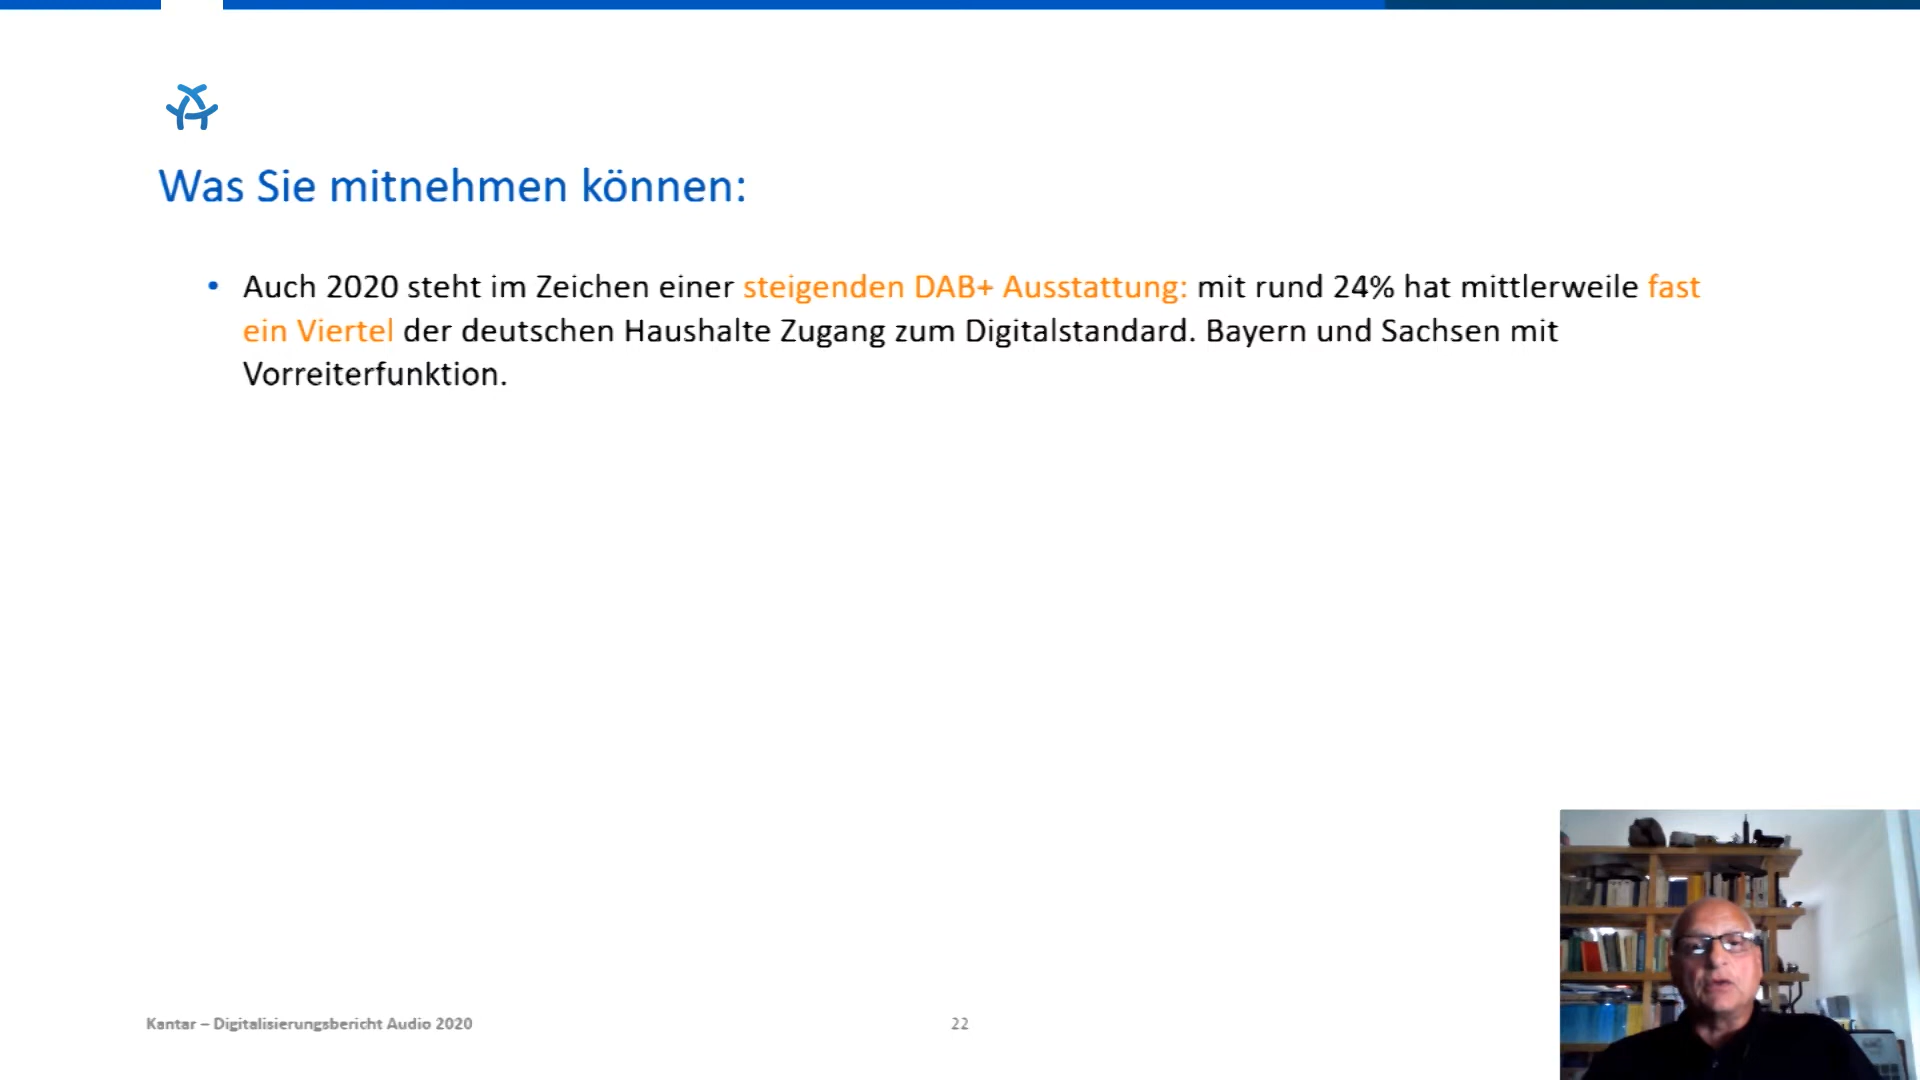 Was Sie mitnehmen können:
• Auch 2020 steht im Zeichen einer steigenden DAB+ Ausstattung: mit rund 24% hat mittlerweile fast
ein Viertel der deutschen Haushalte Zugang zum Digitalstandard. Bayern und Sachsen mit
Vorreiterfunktion.
Kantar – Digitalisierungsbericht Audio 2020
22